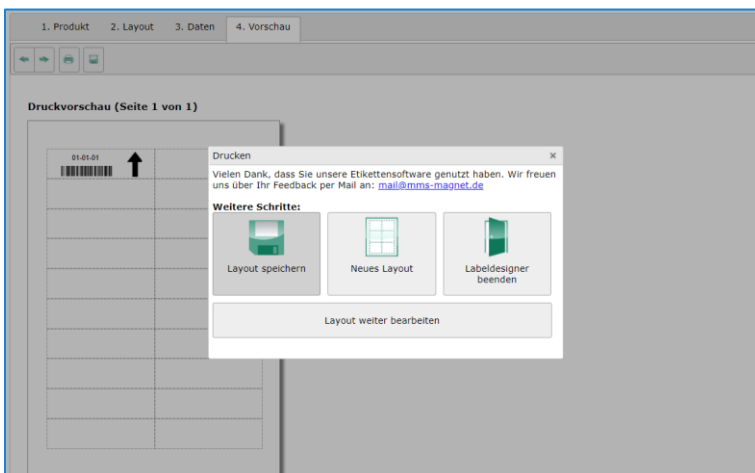 1. Produkt 2. Layout 3. Daten 4. Vorschau
Druckvorschau (Seite 1 von 1)
01-01-01
Drucken ×
Vielen Dank, dass Sie unsere Etikettensoftware genutzt haben. Wir freuen
uns über Ihr Feedback per Mail an: mail@mms-magnet.de
Weitere Schritte:
Layout speichern
Neues Layout
Labeldesigner
beenden
Layout weiter bearbeiten